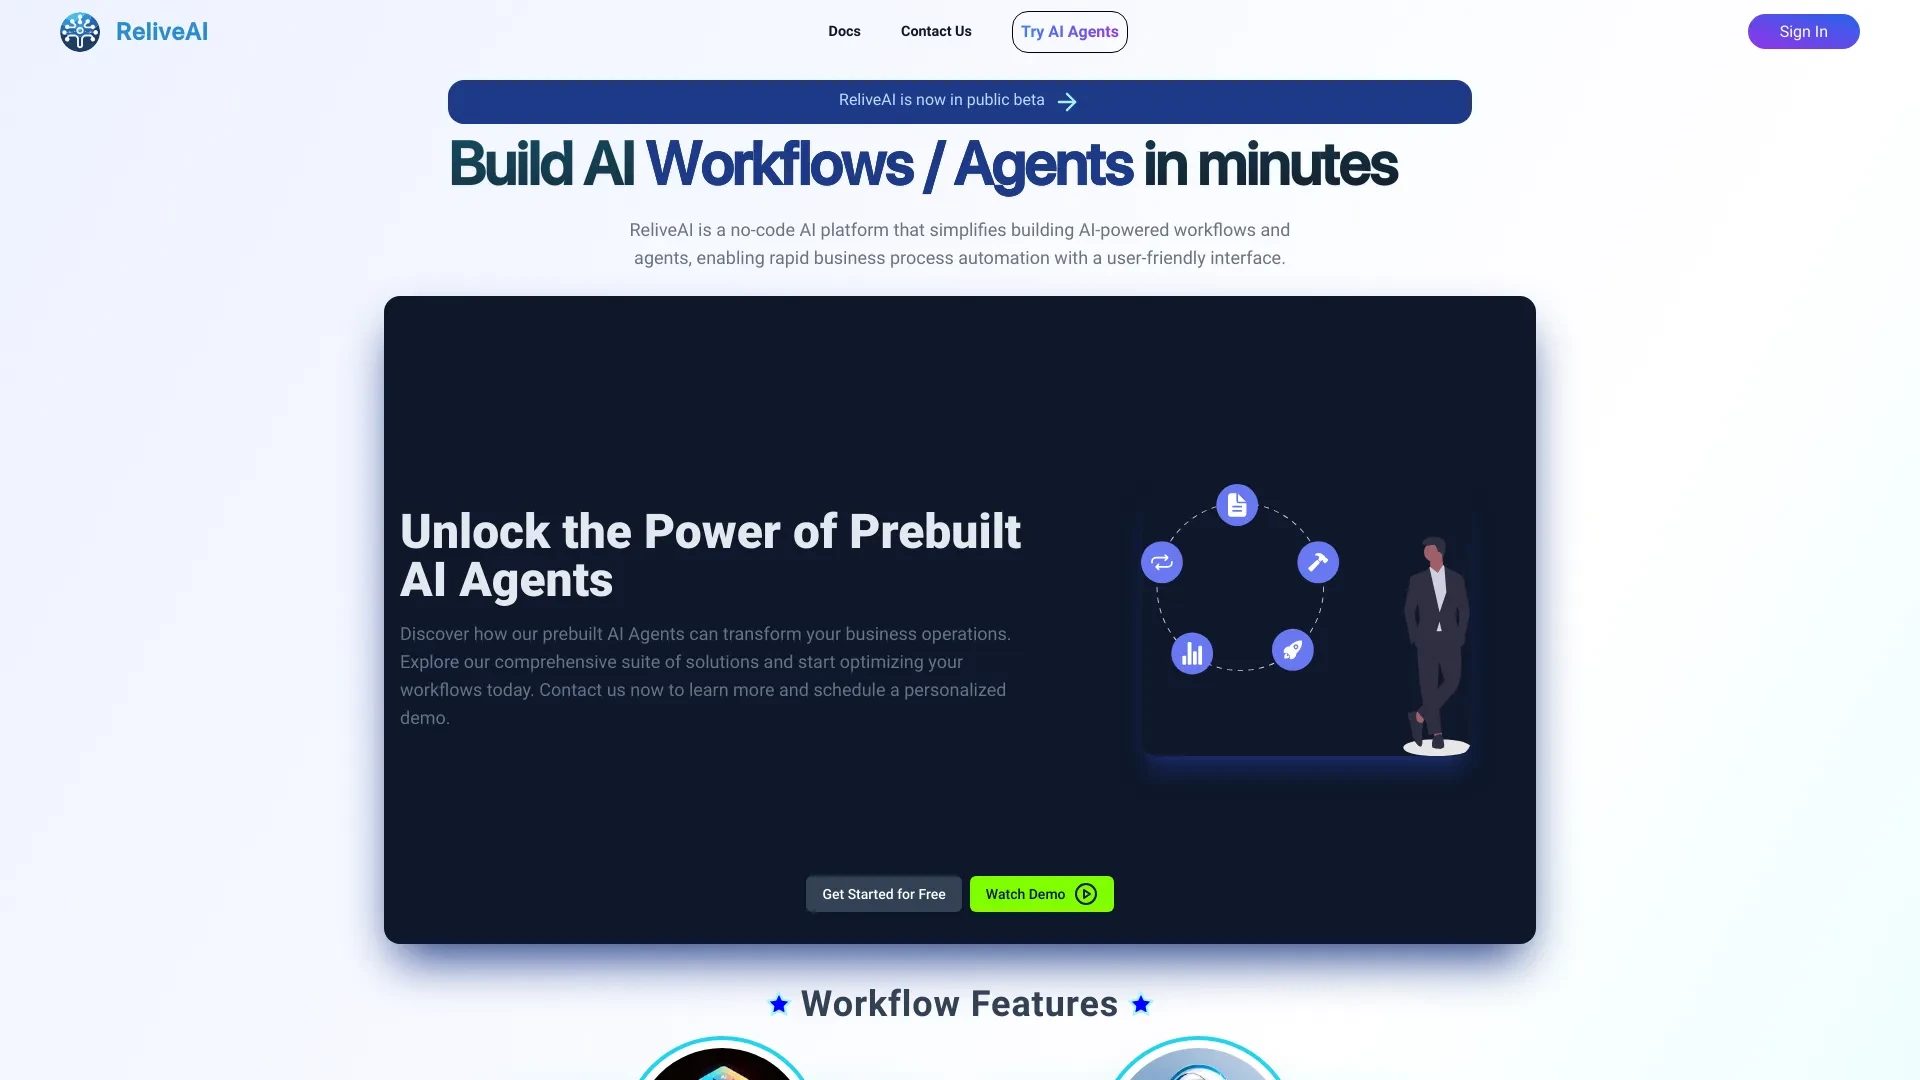 ReliveAI
Docs
Contact Us
Try AI Agents
Sign In
ReliveAI is now in public beta
Build AI Workflows / Agents in minutes
ReliveAI is a no-code AI platform that simplifies building AI-powered workflows and
agents, enabling rapid business process automation with a user-friendly interface.
Unlock the Power of Prebuilt
AI Agents
Discover how our prebuilt AI Agents can transform your business operations.
Explore our comprehensive suite of solutions and start optimizing your
workflows today. Contact us now to learn more and schedule a personalized
demo.
Get Started for Free
Watch Demo
Workflow Features